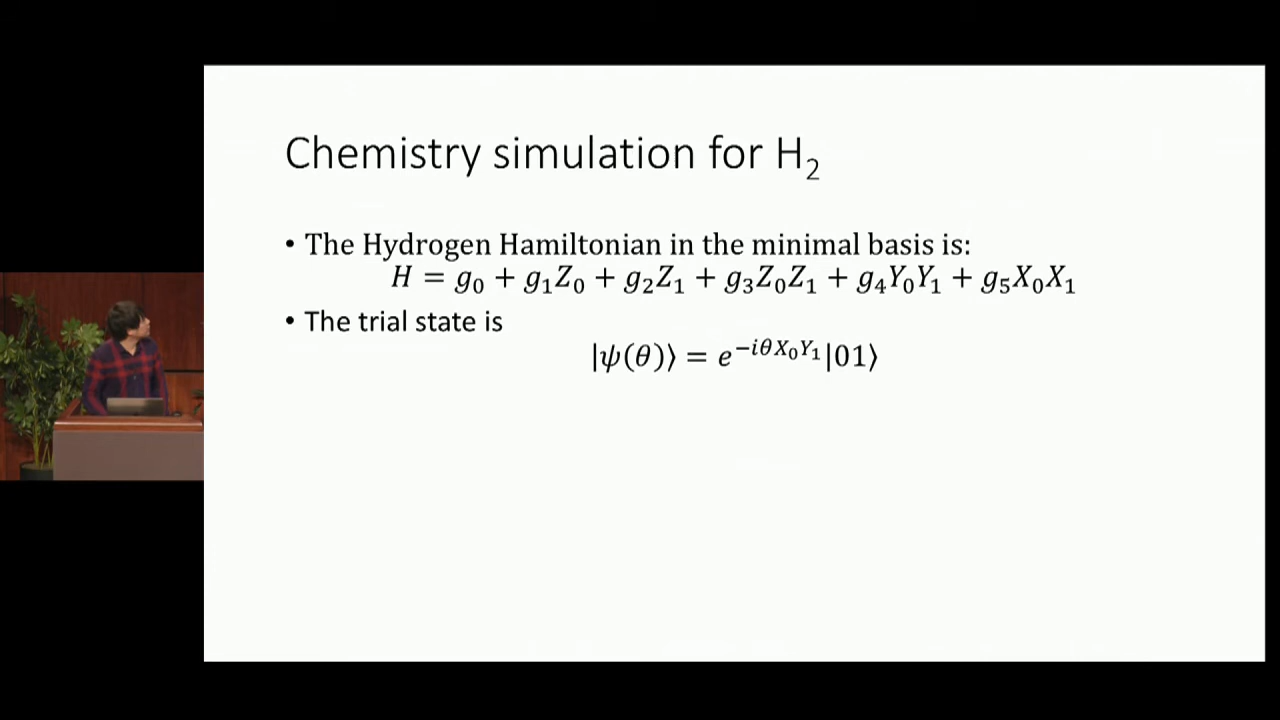 Chemistry simulation for H₂
• The Hydrogen Hamiltonian in the minimal basis is:
H = g₀ + g₁Z₀ + g₂Z₁ + g₃Z₀Z₁ + g₄Y₀Y₁ + g₅X₀X₁
• The trial state is
|ψ(θ)⟩ = e^{−iθX₀Y₁}|01⟩